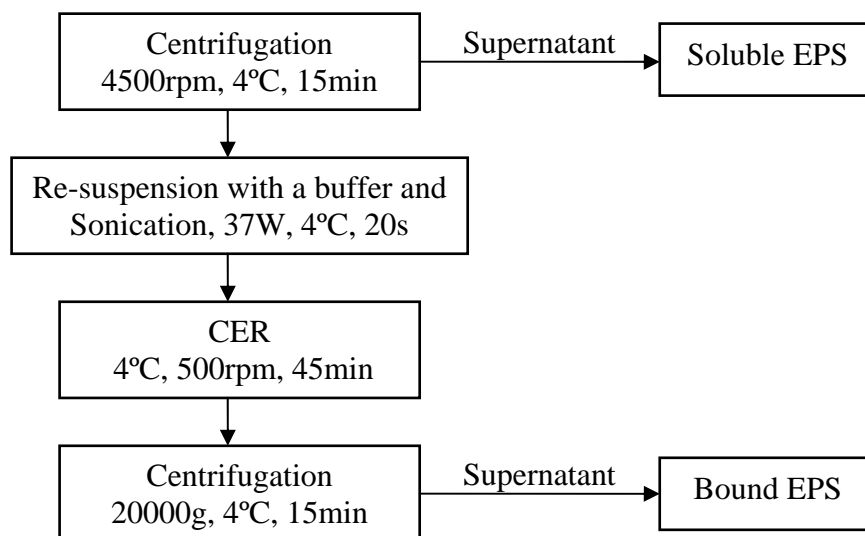 Centrifugation
4500rpm, 4ºC, 15min
Supernatant
Soluble EPS
Re-suspension with a buffer and
Sonication, 37W, 4ºC, 20s
CER
4ºC, 500rpm, 45min
Centrifugation
20000g, 4ºC, 15min
Supernatant
Bound EPS